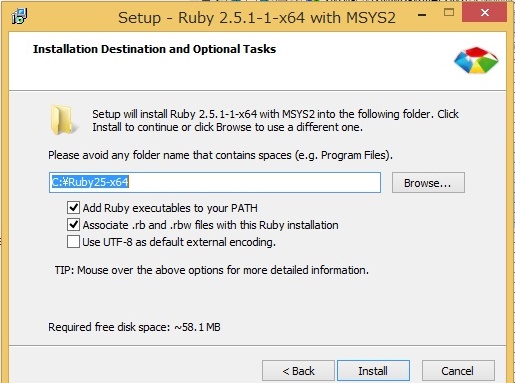 Setup - Ruby 2.5.1-1-x64 with MSYS2
Installation Destination and Optional Tasks
Setup will install Ruby 2.5.1-1-x64 with MSYS2 into the following folder. Click
Install to continue or click Browse to use a different one.
Please avoid any folder name that contains spaces (e.g. Program Files).
C:¥Ruby25-x64
Browse...
Add Ruby executables to your PATH
Associate .rb and .rbw files with this Ruby installation
Use UTF-8 as default external encoding.
TIP: Mouse over the above options for more detailed information.
Required free disk space: ~58.1 MB
< Back
Install
Cancel